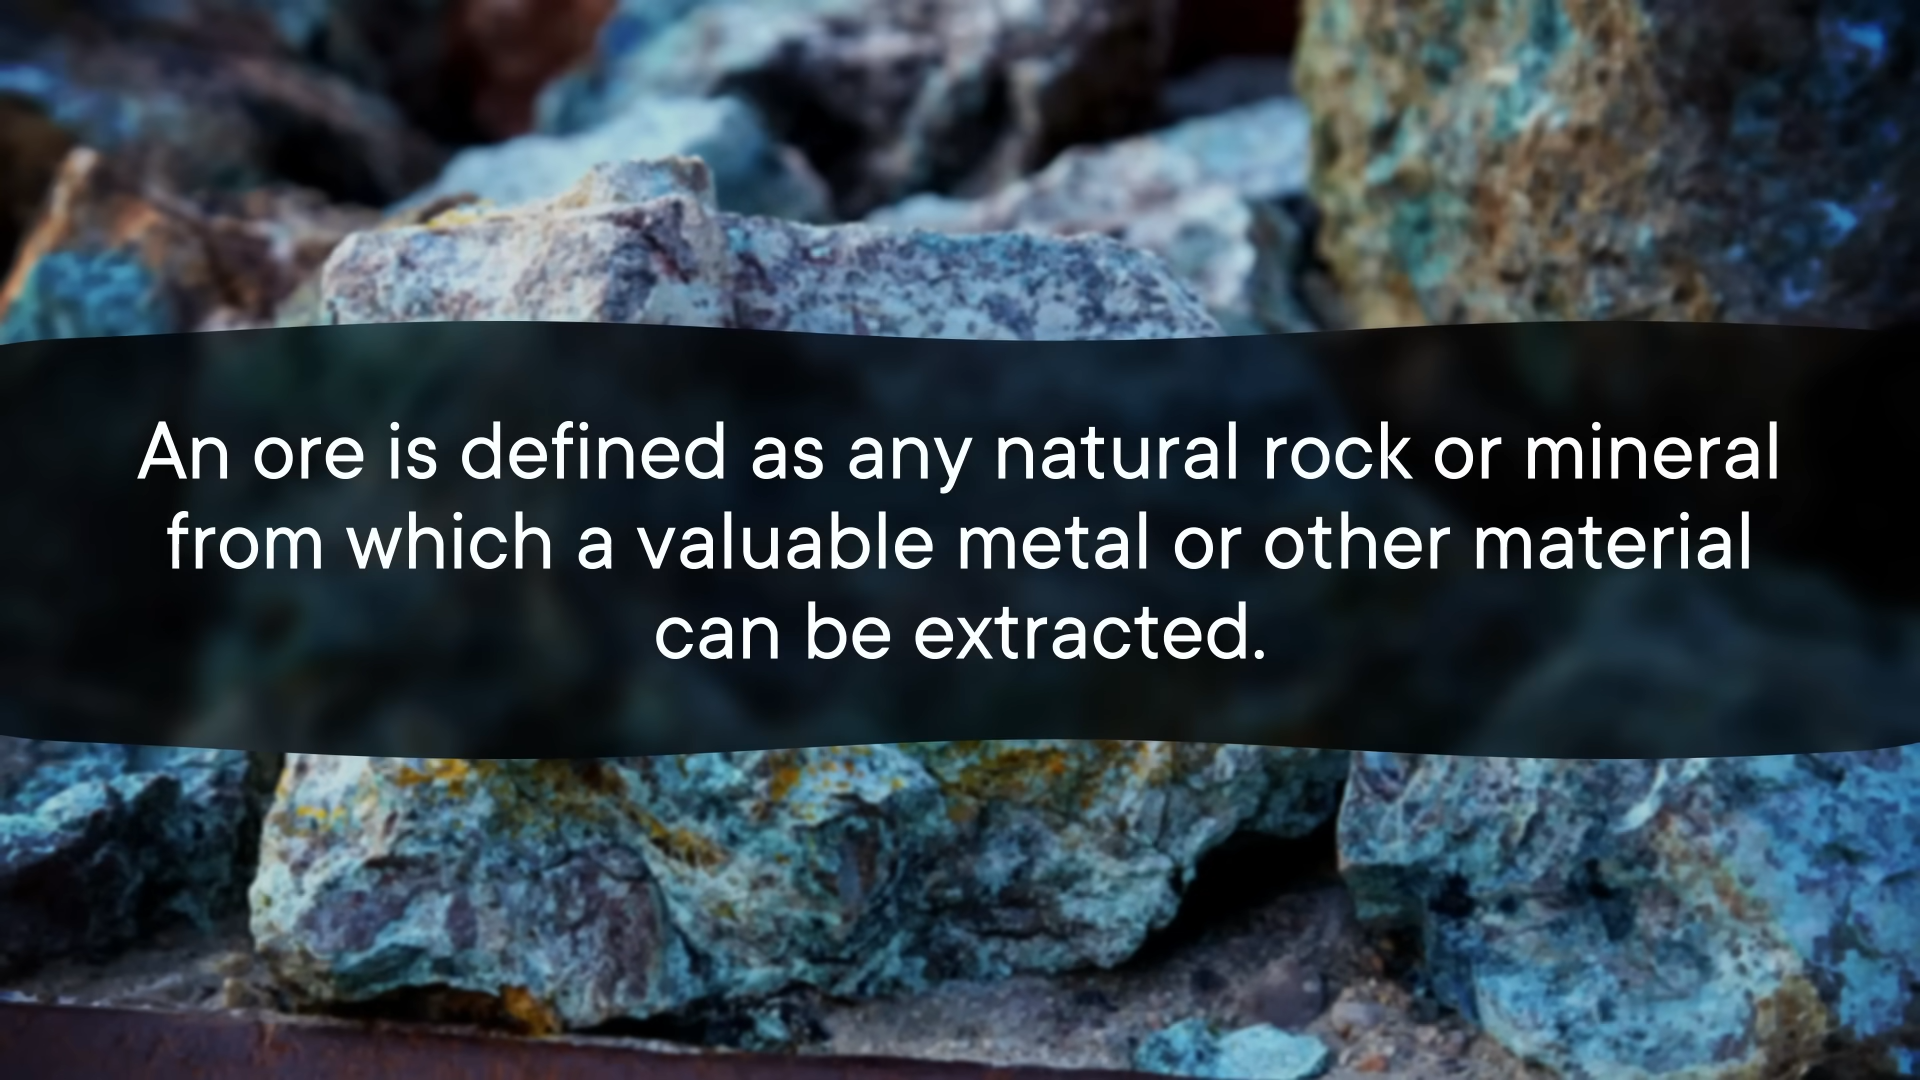 An ore is defined as any natural rock or mineral
from which a valuable metal or other material
can be extracted.